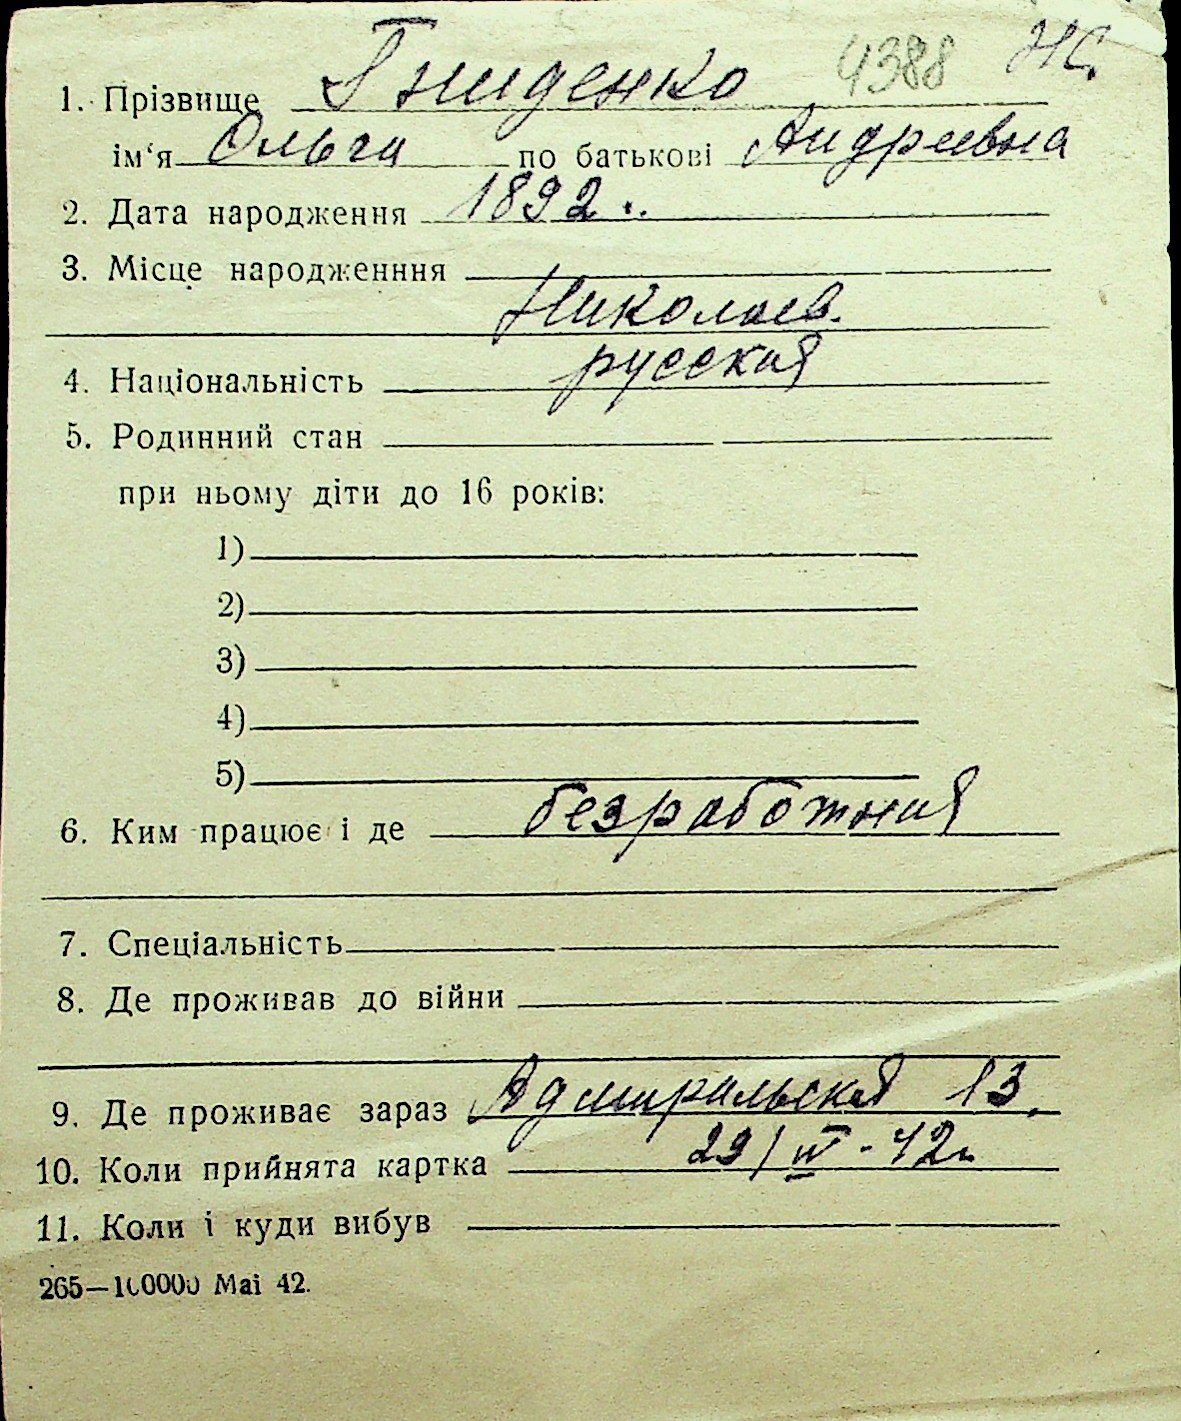 4388 Ж.
1. Прізвище Гниденко
ім‘я Ольга по батькові Андреевна
2. Дата народження 1892 г.
3. Місце народженння
Николаев.
4. Національність русская
5. Родинний стан
при ньому діти до 16 років:
1)
2)
3)
4)
5)
6. Ким працює і де безработная
7. Спеціальність
8. Де проживав до війни
9. Де проживає зараз Адмиральская 13.
10. Коли прийнята картка 29/IV-42г.
11. Коли і куди вибув
265—100000 Mai 42.